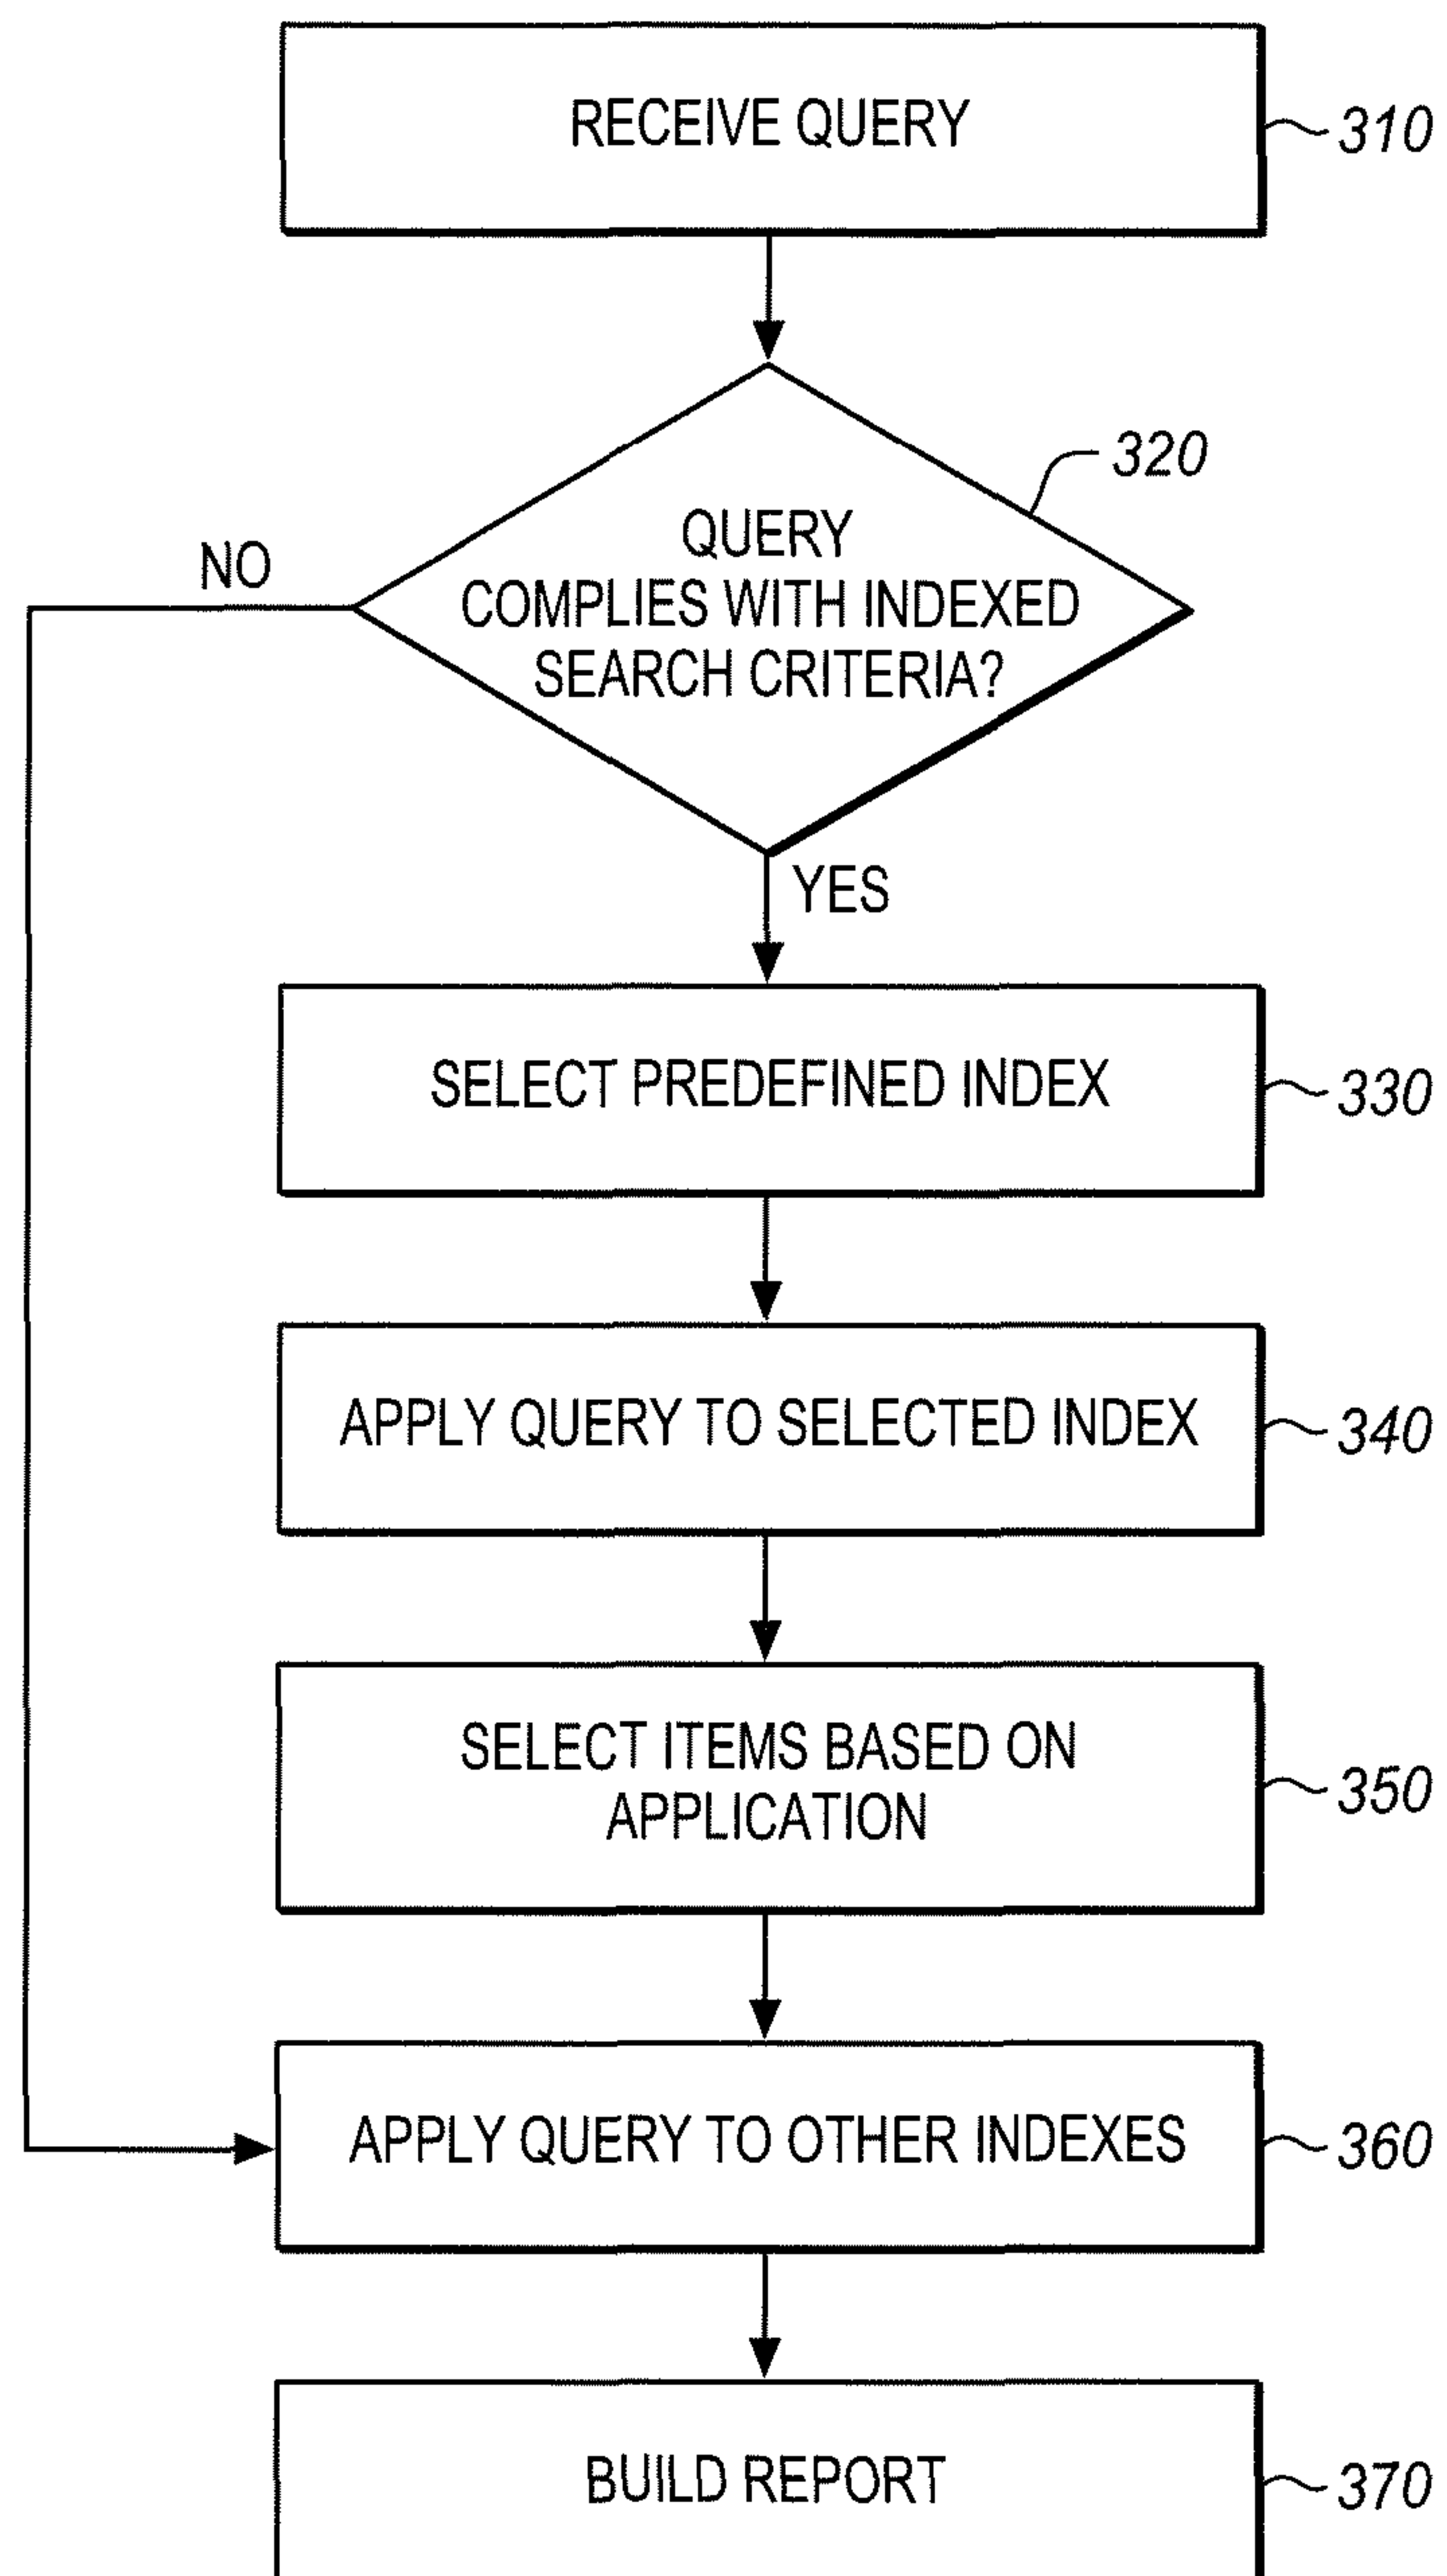 RECEIVE QUERY
310
320
QUERY
COMPLIES WITH INDEXED
SEARCH CRITERIA?
NO
YES
SELECT PREDEFINED INDEX
330
APPLY QUERY TO SELECTED INDEX
340
SELECT ITEMS BASED ON
APPLICATION
350
APPLY QUERY TO OTHER INDEXES
360
BUILD REPORT
370